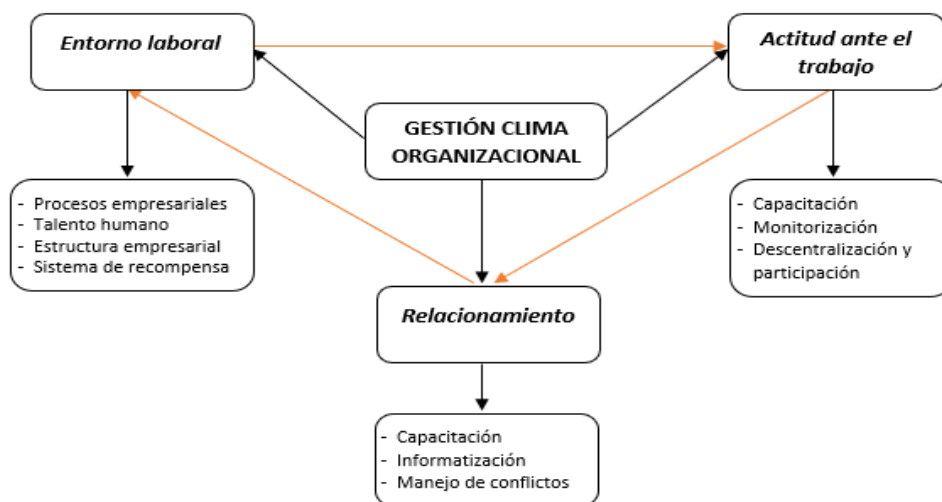 Entorno laboral
Actitud ante el
trabajo
GESTIÓN CLIMA
ORGANIZACIONAL
- Procesos empresariales
- Talento humano
- Estructura empresarial
- Sistema de recompensa
- Capacitación
- Monitorización
- Descentralización y
participación
Relacionamiento
- Capacitación
- Informatización
- Manejo de conflictos